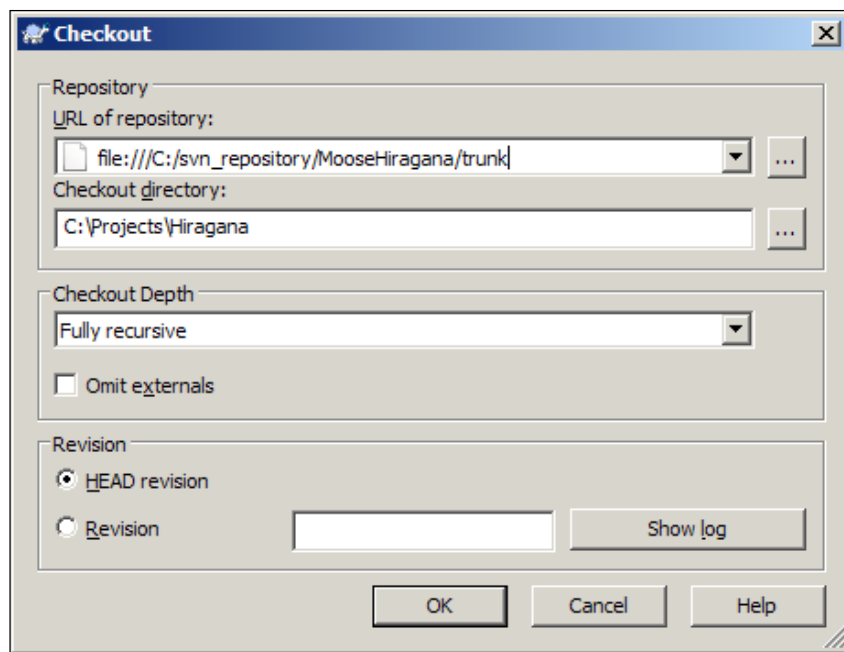 Checkout
Repository
URL of repository:
file:///C:/svn_repository/MooseHiragana/trunk
...
Checkout directory:
C:\Projects\Hiragana
...
Checkout Depth
Fully recursive
Omit externals
Revision
HEAD revision
Revision
Show log
OK Cancel Help